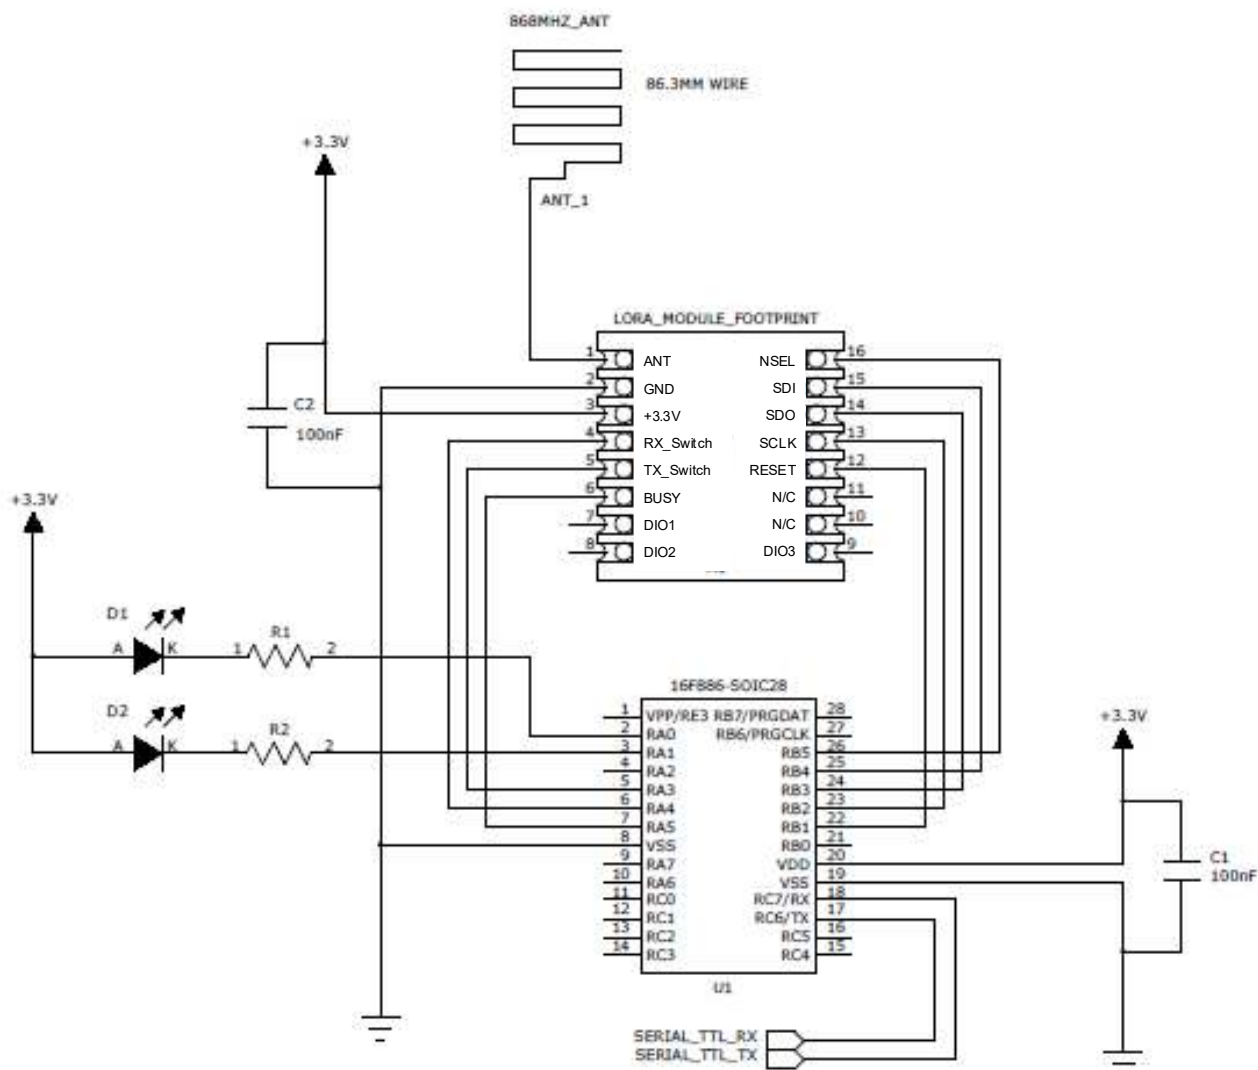 868MHZ_ANT
86.3MM WIRE
+3.3V
ANT_1
LORA_MODULE_FOOTPRINT
1 ANT NSEL 16
2 GND SDI 15
3 +3.3V SDO 14
4 RX_Switch SCLK 13
5 TX_Switch RESET 12
6 BUSY N/C 11
7 DIO1 N/C 10
8 DIO2 DIO3 9
C2
100nF
+3.3V
D1
A K 1 R1 2
D2
A K 1 R2 2
16F886-SOIC28
1 VPP/RE3 RB7/PRGDAT 28
2 RA0 RB6/PRGCLK 27
3 RA1 RB5 26
4 RA2 RB4 25
5 RA3 RB3 24
6 RA4 RB2 23
7 RA5 RB1 22
8 VSS RB0 21
9 RA7 VDD 20
10 RA6 VSS 19
11 RC0 RC7/RX 18
12 RC1 RC6/TX 17
13 RC2 RC5 16
14 RC3 RC4 15
U1
+3.3V
C1
100nF
SERIAL_TTL_RX
SERIAL_TTL_TX